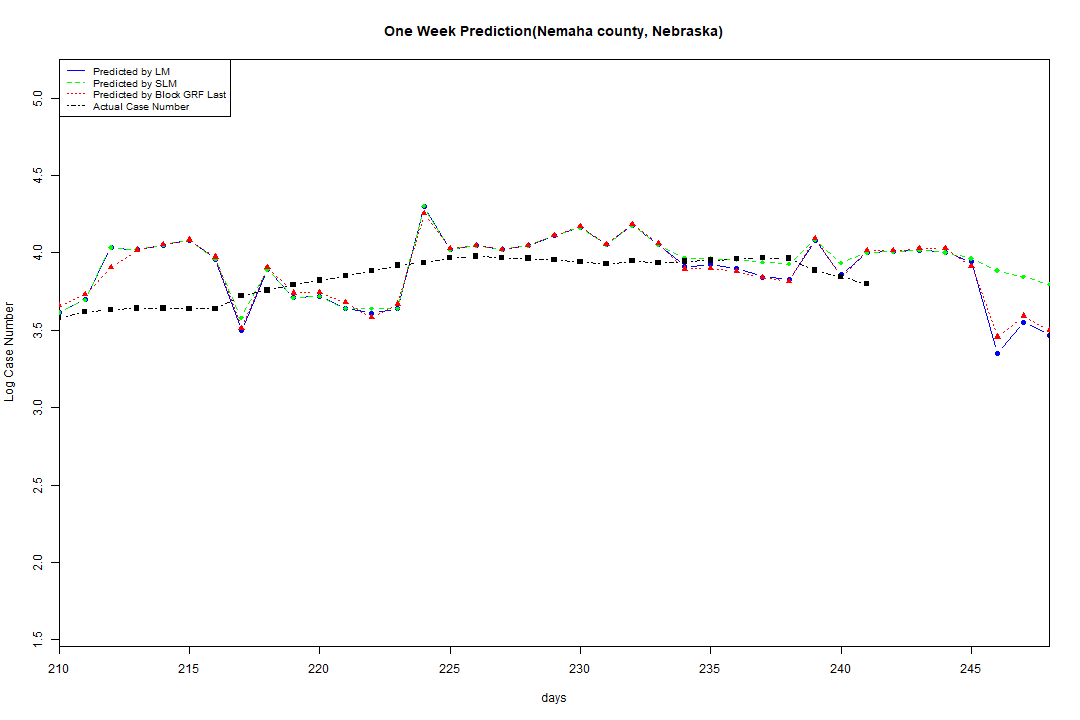 One Week Prediction(Nemaha county, Nebraska)
Predicted by LM
Predicted by SLM
Predicted by Block GRF Last
Actual Case Number
5.0
4.5
4.0
3.5
3.0
2.5
2.0
1.5
Log Case Number
210 215 220 225 230 235 240 245
days